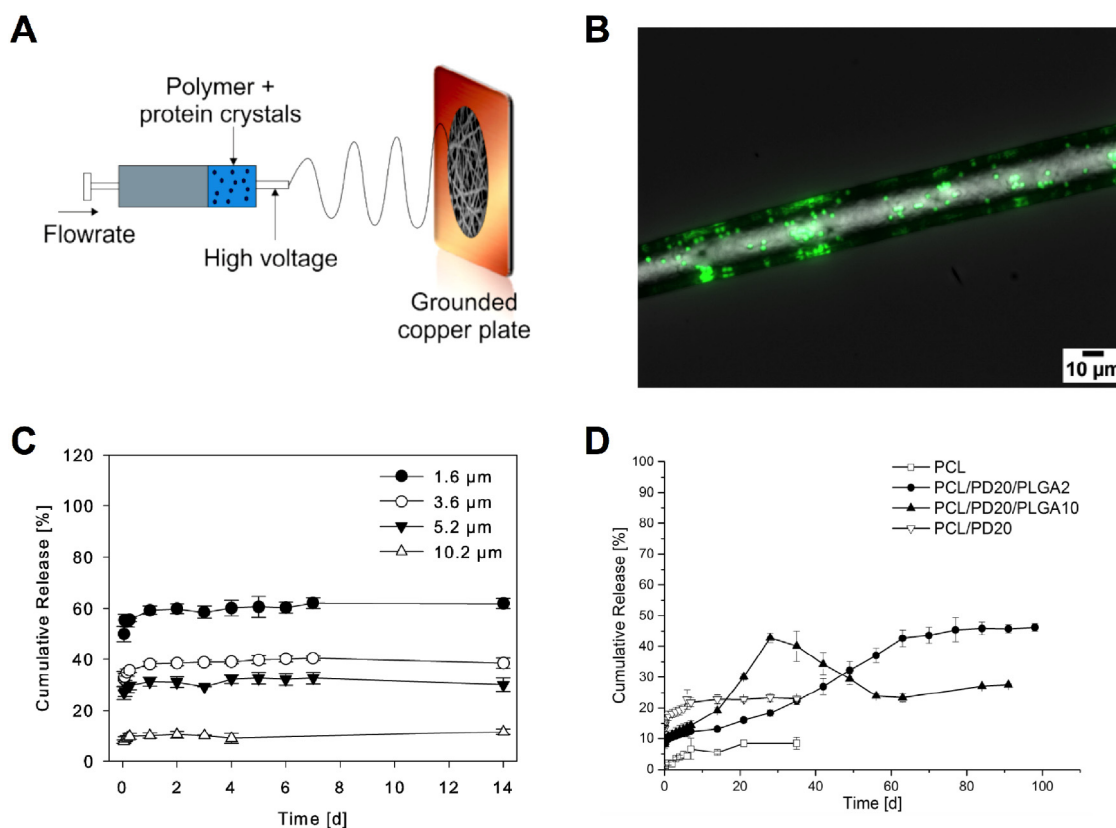 A
Polymer +
protein crystals
Flowrate
High voltage
Grounded
copper plate
B
10 µm
C
Cumulative Release [%]
120
100
80
60
40
20
0
1.6 µm
3.6 µm
5.2 µm
10.2 µm
0 2 4 6 8 10 12 14
Time [d]
D
Cumulative Release [%]
100
90
80
70
60
50
40
30
20
10
0
PCL
PCL/PD20/PLGA2
PCL/PD20/PLGA10
PCL/PD20
0 20 40 60 80 100
Time [d]